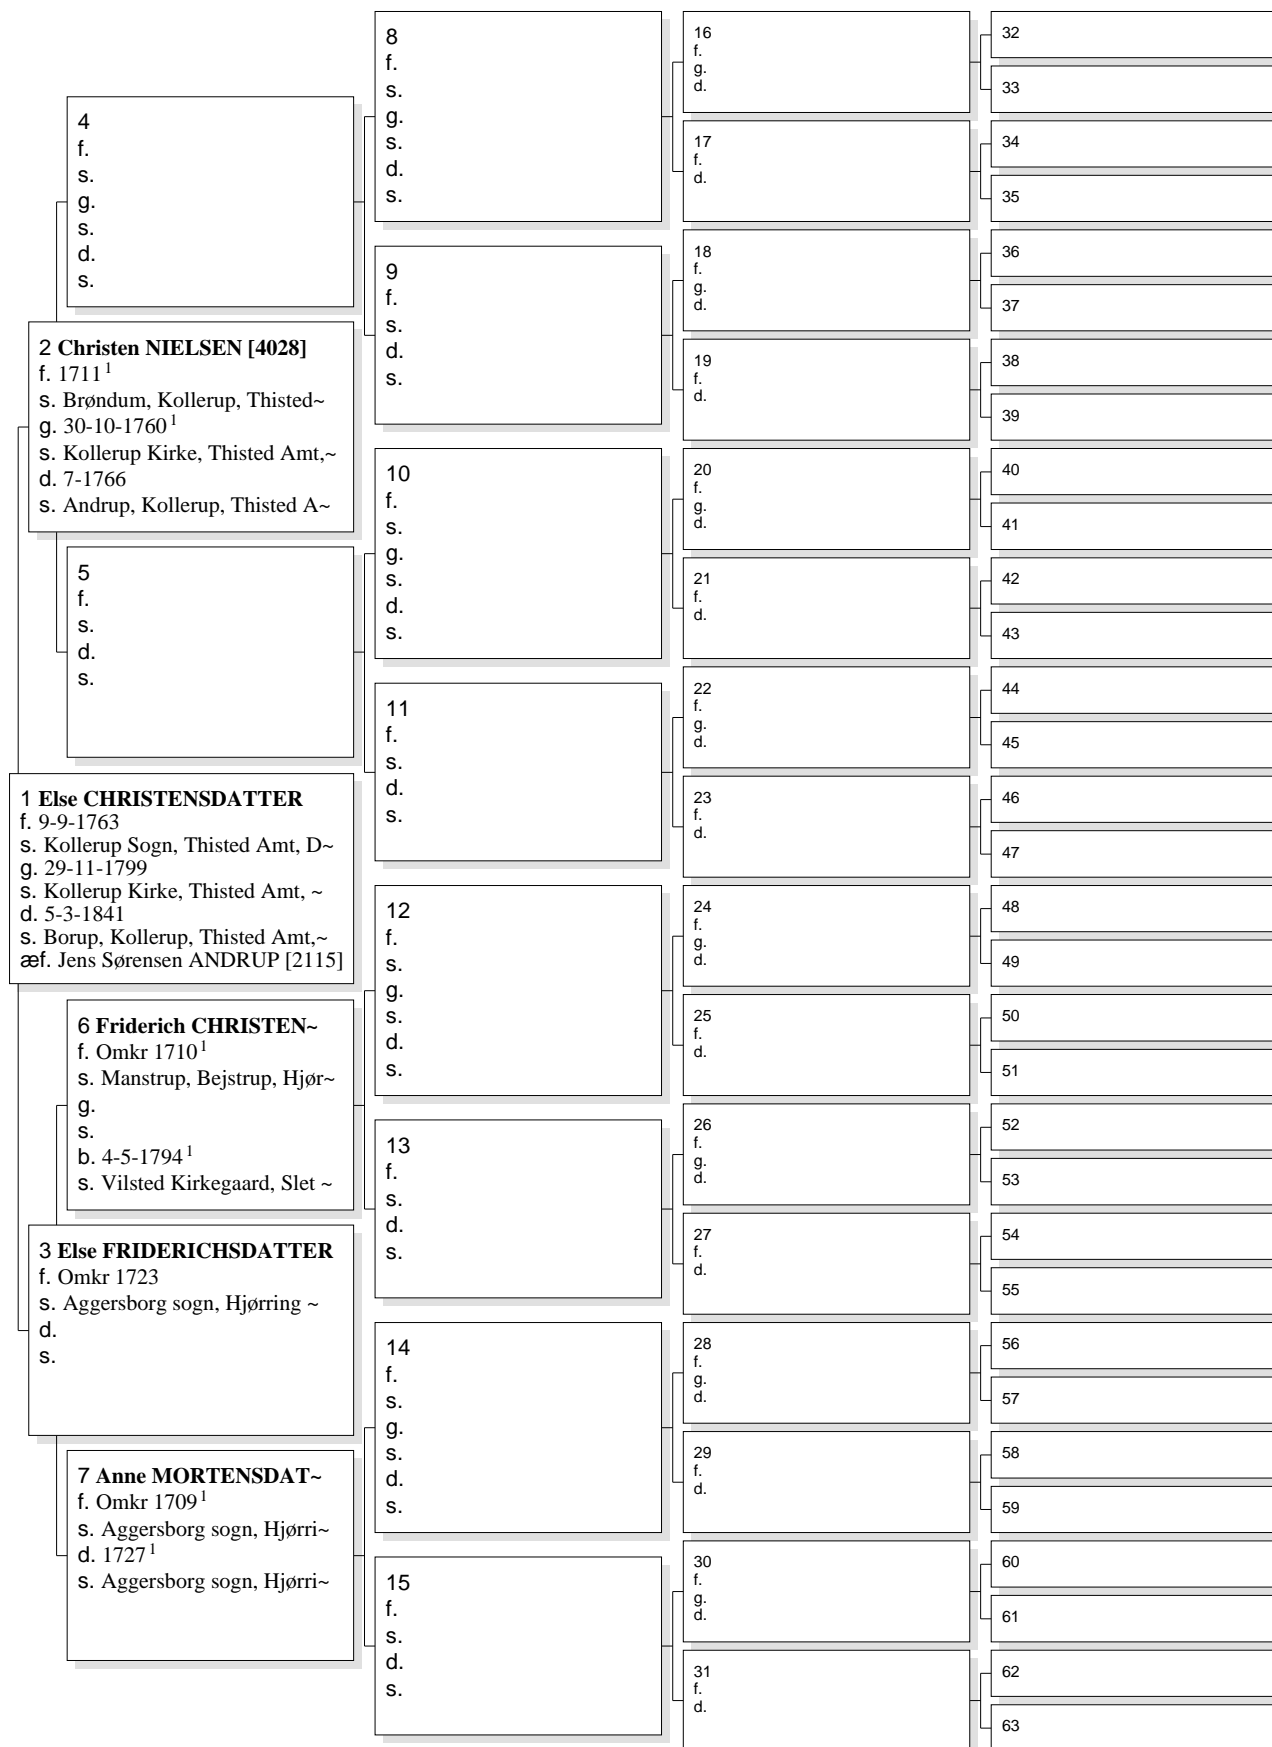 4
f.
s.
g.
s.
d.
s.
2 Christen NIELSEN [4028]
f. 1711 1
s. Brøndum, Kollerup, Thisted~
g. 30-10-1760 1
s. Kollerup Kirke, Thisted Amt,~
d. 7-1766
s. Andrup, Kollerup, Thisted A~
5
f.
s.
d.
s.
1 Else CHRISTENSDATTER
f. 9-9-1763
s. Kollerup Sogn, Thisted Amt, D~
g. 29-11-1799
s. Kollerup Kirke, Thisted Amt, ~
d. 5-3-1841
s. Borup, Kollerup, Thisted Amt,~
æf. Jens Sørensen ANDRUP [2115]
6 Friderich CHRISTEN~
f. Omkr 1710 1
s. Manstrup, Bejstrup, Hjør~
g.
s.
b. 4-5-1794 1
s. Vilsted Kirkegaard, Slet ~
3 Else FRIDERICHSDATTER
f. Omkr 1723
s. Aggersborg sogn, Hjørring ~
d.
s.
7 Anne MORTENSDAT~
f. Omkr 1709 1
s. Aggersborg sogn, Hjørri~
d. 1727 1
s. Aggersborg sogn, Hjørri~
8
f.
s.
g.
s.
d.
s.
9
f.
s.
d.
s.
10
f.
s.
g.
s.
d.
s.
11
f.
s.
d.
s.
12
f.
s.
g.
s.
d.
s.
13
f.
s.
d.
s.
14
f.
s.
g.
s.
d.
s.
15
f.
s.
d.
s.
16
f.
g.
d.
17
f.
d.
18
f.
g.
d.
19
f.
d.
20
f.
g.
d.
21
f.
d.
22
f.
g.
d.
23
f.
d.
24
f.
g.
d.
25
f.
d.
26
f.
g.
d.
27
f.
d.
28
f.
g.
d.
29
f.
d.
30
f.
g.
d.
31
f.
d.
32
33
34
35
36
37
38
39
40
41
42
43
44
45
46
47
48
49
50
51
52
53
54
55
56
57
58
59
60
61
62
63